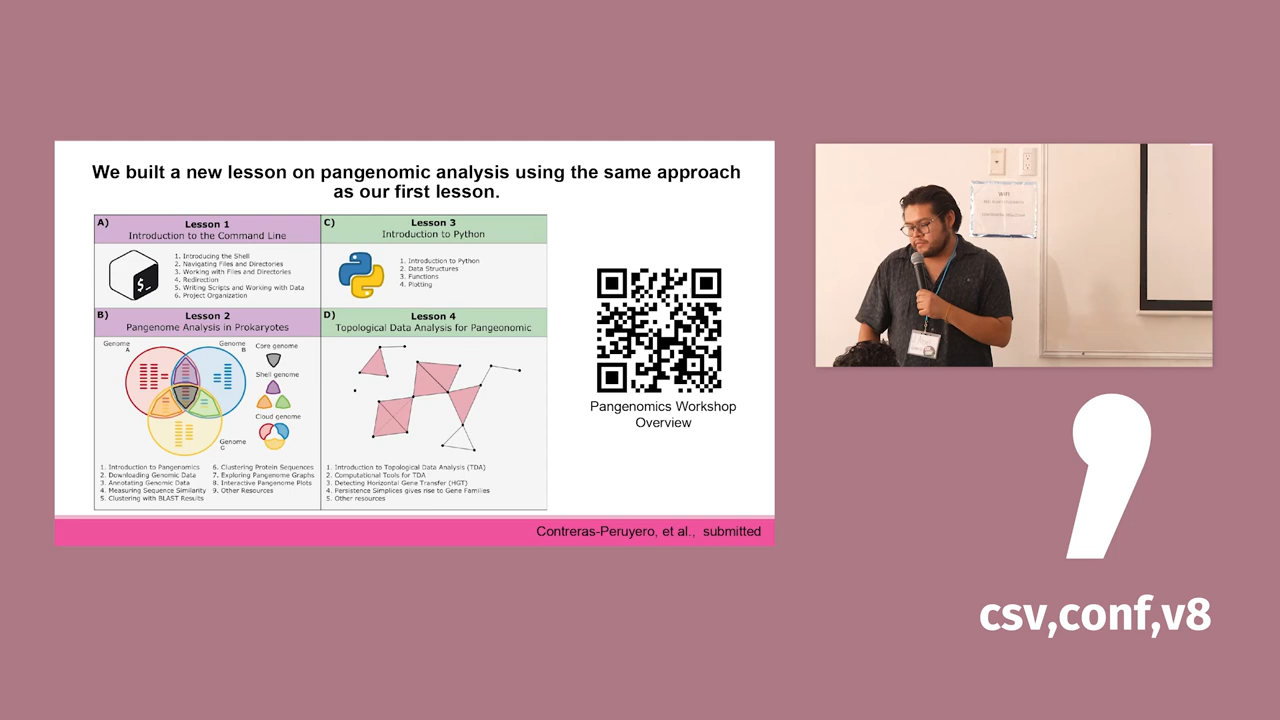 We built a new lesson on pangenomic analysis using the same approach
as our first lesson.
A)
Lesson 1
Introduction to the Command Line
1. Introducing the Shell
2. Navigating Files and Directories
3. Working with Files and Directories
4. Redirection
5. Writing Scripts and Working with Data
6. Project Organization
C)
Lesson 3
Introduction to Python
1. Introduction to Python
2. Data Structures
3. Functions
4. Plotting
B)
Lesson 2
Pangenome Analysis in Prokaryotes
Genome
A
Genome
B
Genome
C
Core genome
Shell genome
Cloud genome
1. Introduction to Pangenomics
2. Downloading Genomic Data
3. Annotating Genomic Data
4. Measuring Sequence Similarity
5. Clustering with BLAST Results
6. Clustering Protein Sequences
7. Exploring Pangenome Graphs
8. Interactive Pangenome Plots
9. Other Resources
D)
Lesson 4
Topological Data Analysis for Pangeonomic
1. Introduction to Topological Data Analysis (TDA)
2. Computational Tools for TDA
3. Detecting Horizontal Gene Transfer (HGT)
4. Persistence Simplices gives rise to Gene Families
5. Other resources
Pangenomics Workshop
Overview
Contreras-Peruyero, et al., submitted
Wifi
csv,conf,v8